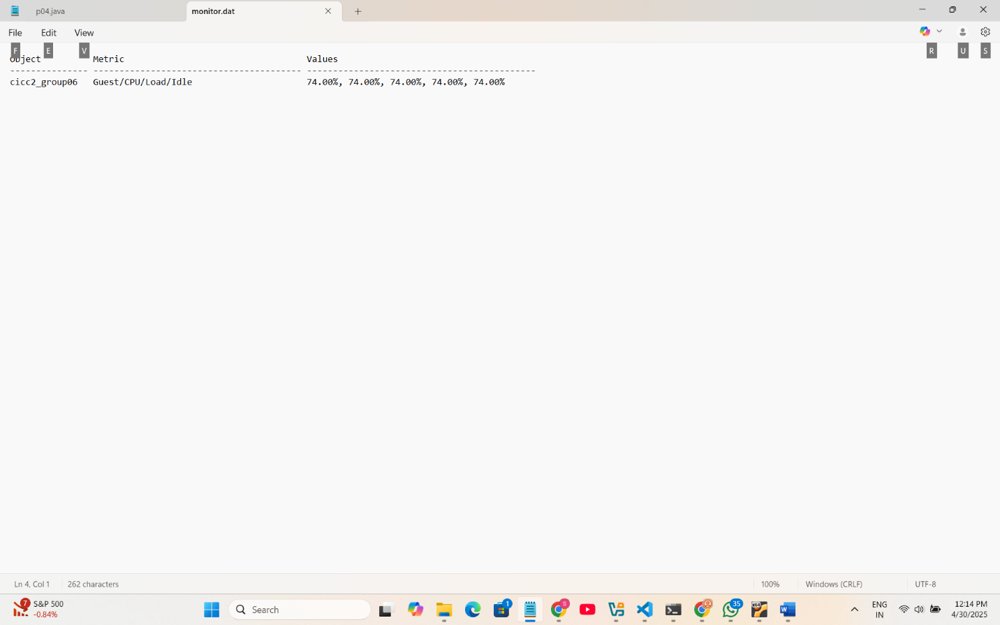 p04.java
monitor.dat
File Edit View
F E V R U S
Object Metric Values
--------------- ---------------------------------------- --------------------------------------------
cicc2_group06 Guest/CPU/Load/Idle 74.00%, 74.00%, 74.00%, 74.00%, 74.00%
Ln 4, Col 1 262 characters 100% Windows (CRLF) UTF-8
7 S&P 500
-0.84%
Search
1
S
35
X64
W
ENG
IN
12:14 PM
4/30/2025